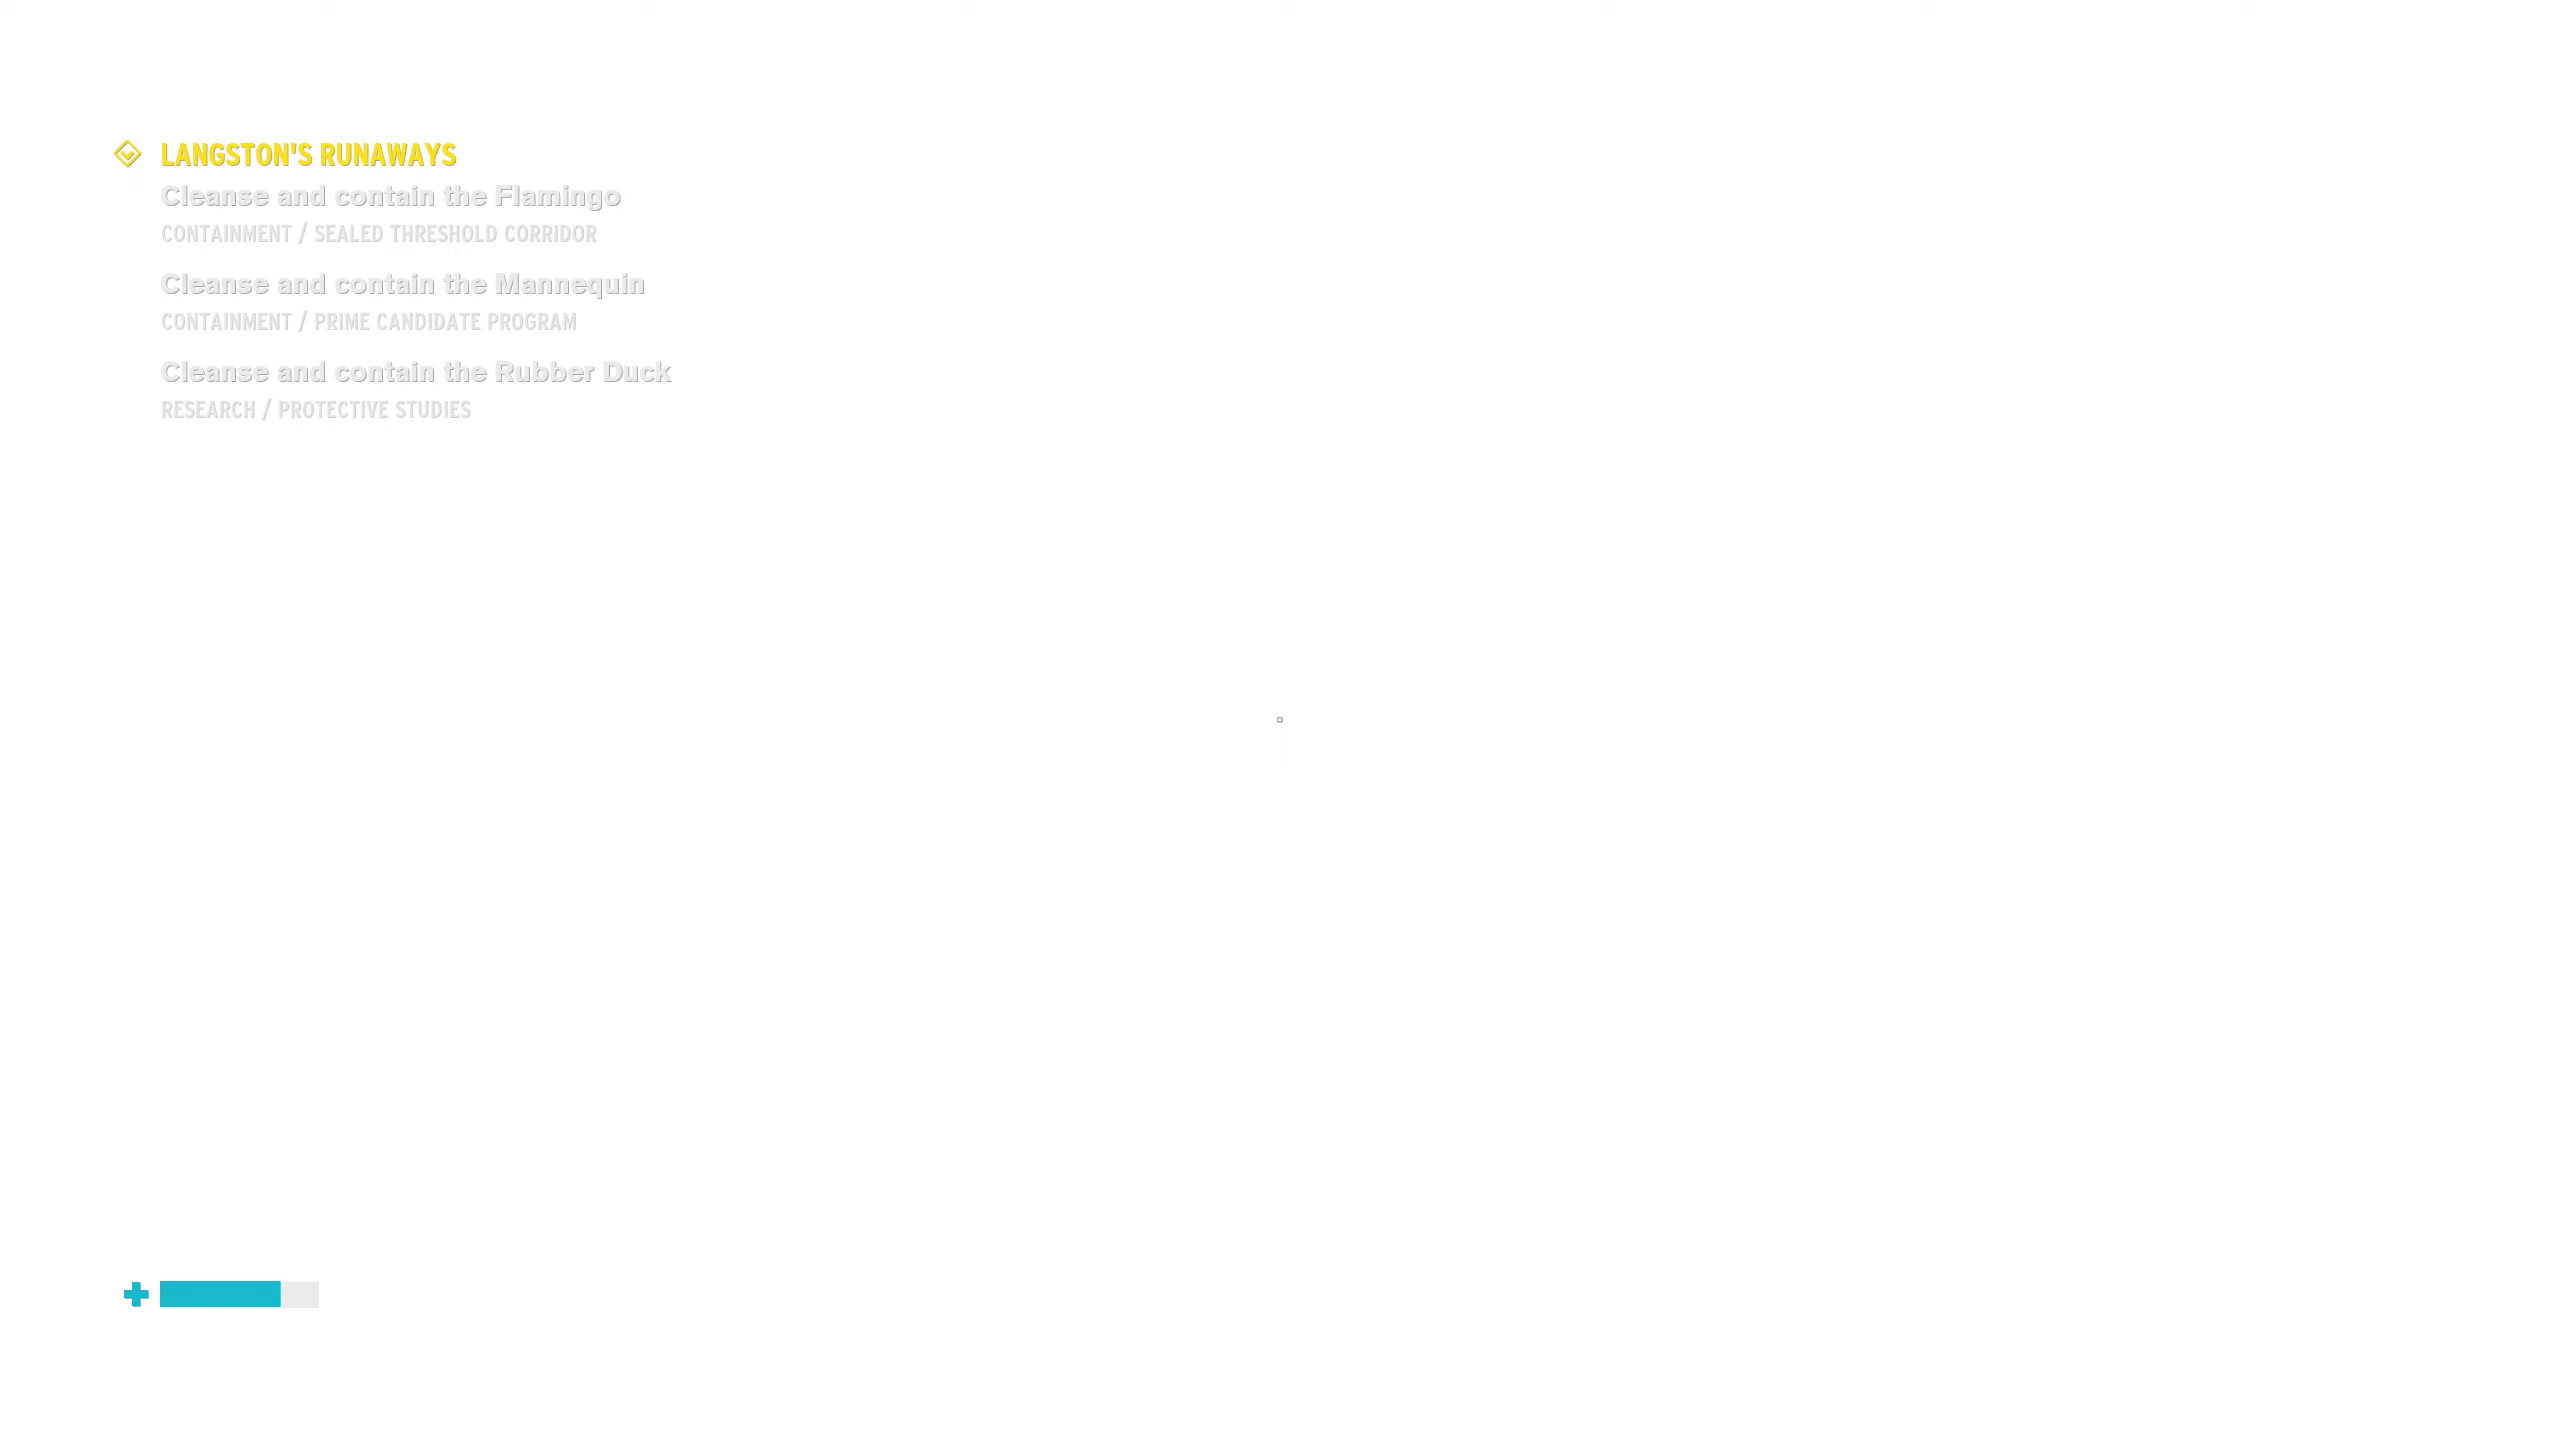 LANGSTON'S RUNAWAYS
Cleanse and contain the Flamingo
CONTAINMENT / SEALED THRESHOLD CORRIDOR
Cleanse and contain the Mannequin
CONTAINMENT / PRIME CANDIDATE PROGRAM
Cleanse and contain the Rubber Duck
RESEARCH / PROTECTIVE STUDIES